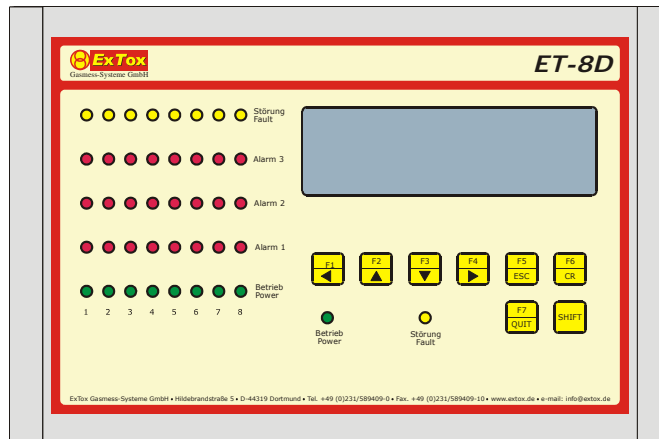 ExTox
Gasmess-Systeme GmbH
ET-8D
Störung
Fault
Alarm 3
Alarm 2
Alarm 1
Betrieb
Power
1 2 3 4 5 6 7 8
F1
F2
F3
F4
F5
ESC
F6
CR
F7
QUIT
SHIFT
Betrieb
Power
Störung
Fault
ExTox Gasmess-Systeme GmbH • Hildebrandstraße 5 • D-44319 Dortmund • Tel. +49 (0)231/589409-0 • Fax. +49 (0)231/589409-10 • www.extox.de • e-mail: info@extox.de